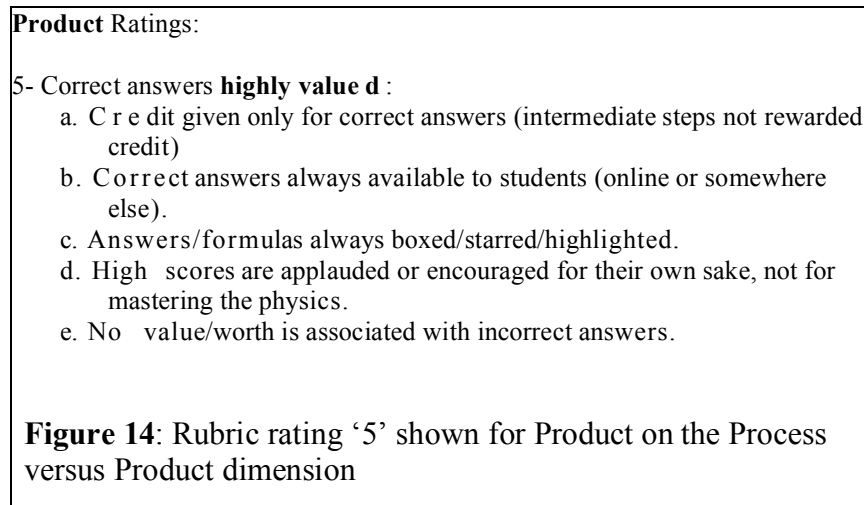 Product Ratings:
5- Correct answers highly value d :
a. C r e dit given only for correct answers (intermediate steps not rewarded
credit)
b. Correct answers always available to students (online or somewhere
else).
c. Answers/formulas always boxed/starred/highlighted.
d. High scores are applauded or encouraged for their own sake, not for
mastering the physics.
e. No value/worth is associated with incorrect answers.
Figure 14: Rubric rating ‘5’ shown for Product on the Process
versus Product dimension